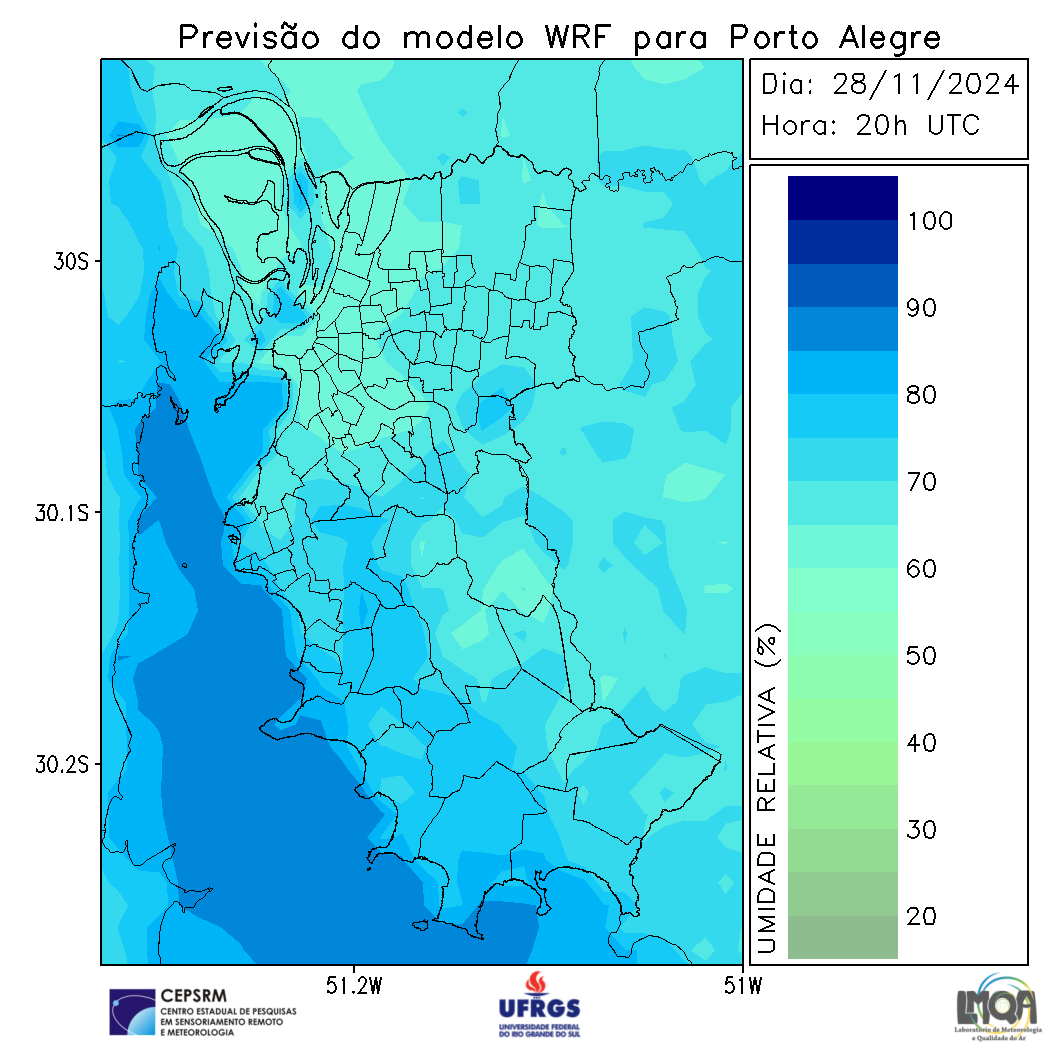 Previsão do modelo WRF para Porto Alegre
Dia: 28/11/2024
Hora: 20h UTC
30S
30.1S
30.2S
51.2W
51W
100
90
80
70
60
50
40
30
20
UMIDADE RELATIVA (%)
CEPSRM
CENTRO ESTADUAL DE PESQUISAS
EM SENSORIAMENTO REMOTO
E METEOROLOGIA
UFRGS
UNIVERSIDADE FEDERAL
DO RIO GRANDE DO SUL
LMQA
Laboratório de Meteorologia
e Qualidade do Ar